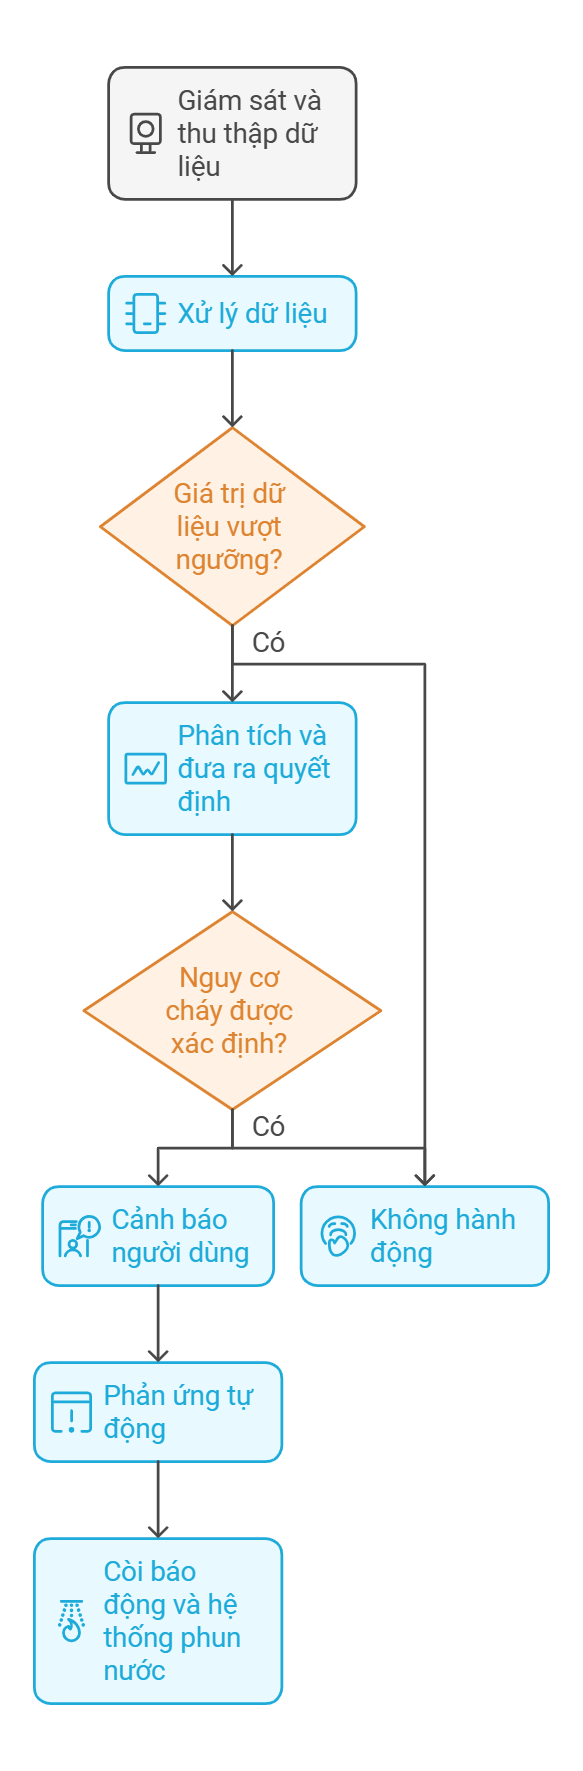 Giám sát và
thu thập dữ
liệu
Xử lý dữ liệu
Giá trị dữ
liệu vượt
ngưỡng?
Có
Phân tích và
đưa ra quyết
định
Nguy cơ
cháy được
xác định?
Có
Cảnh báo
người dùng
Không hành
động
Phản ứng tự
động
Còi báo
động và hệ
thống phun
nước